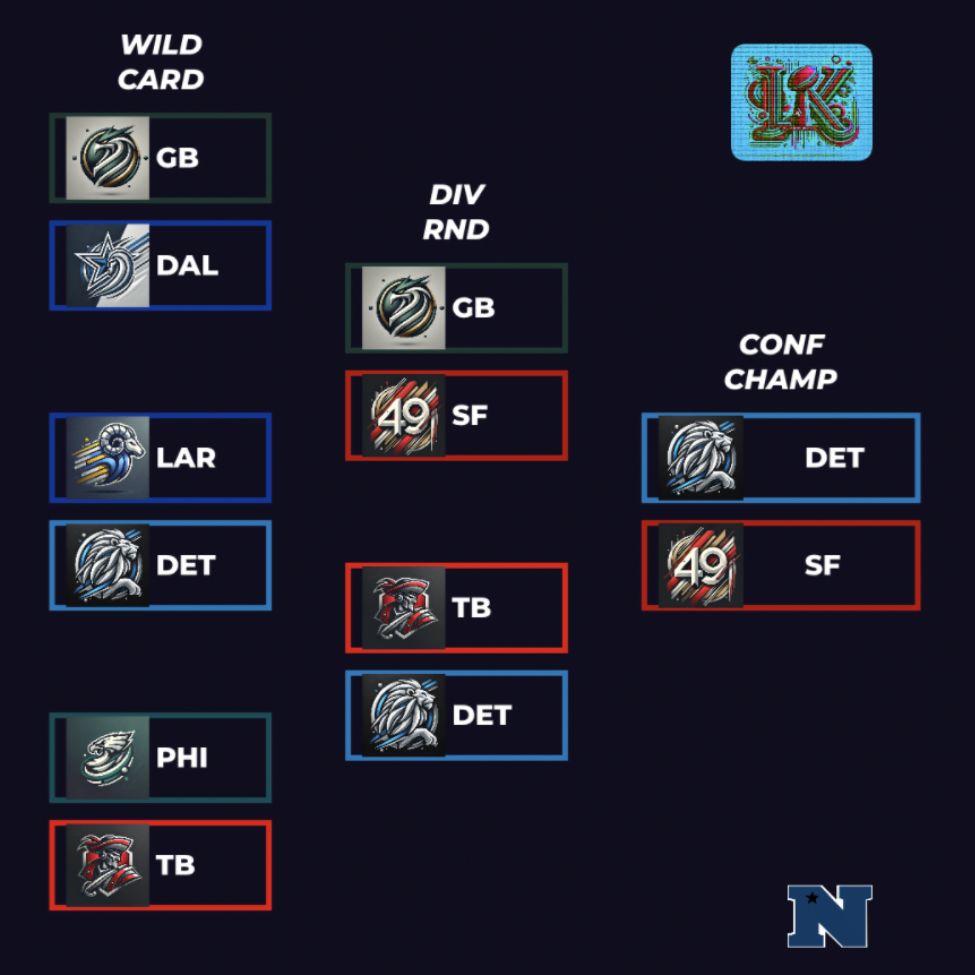 WILD
CARD
GB
DAL
LAR
DET
PHI
TB
DIV
RND
GB
49
SF
TB
DET
LK
CONF
CHAMP
DET
49
SF
N